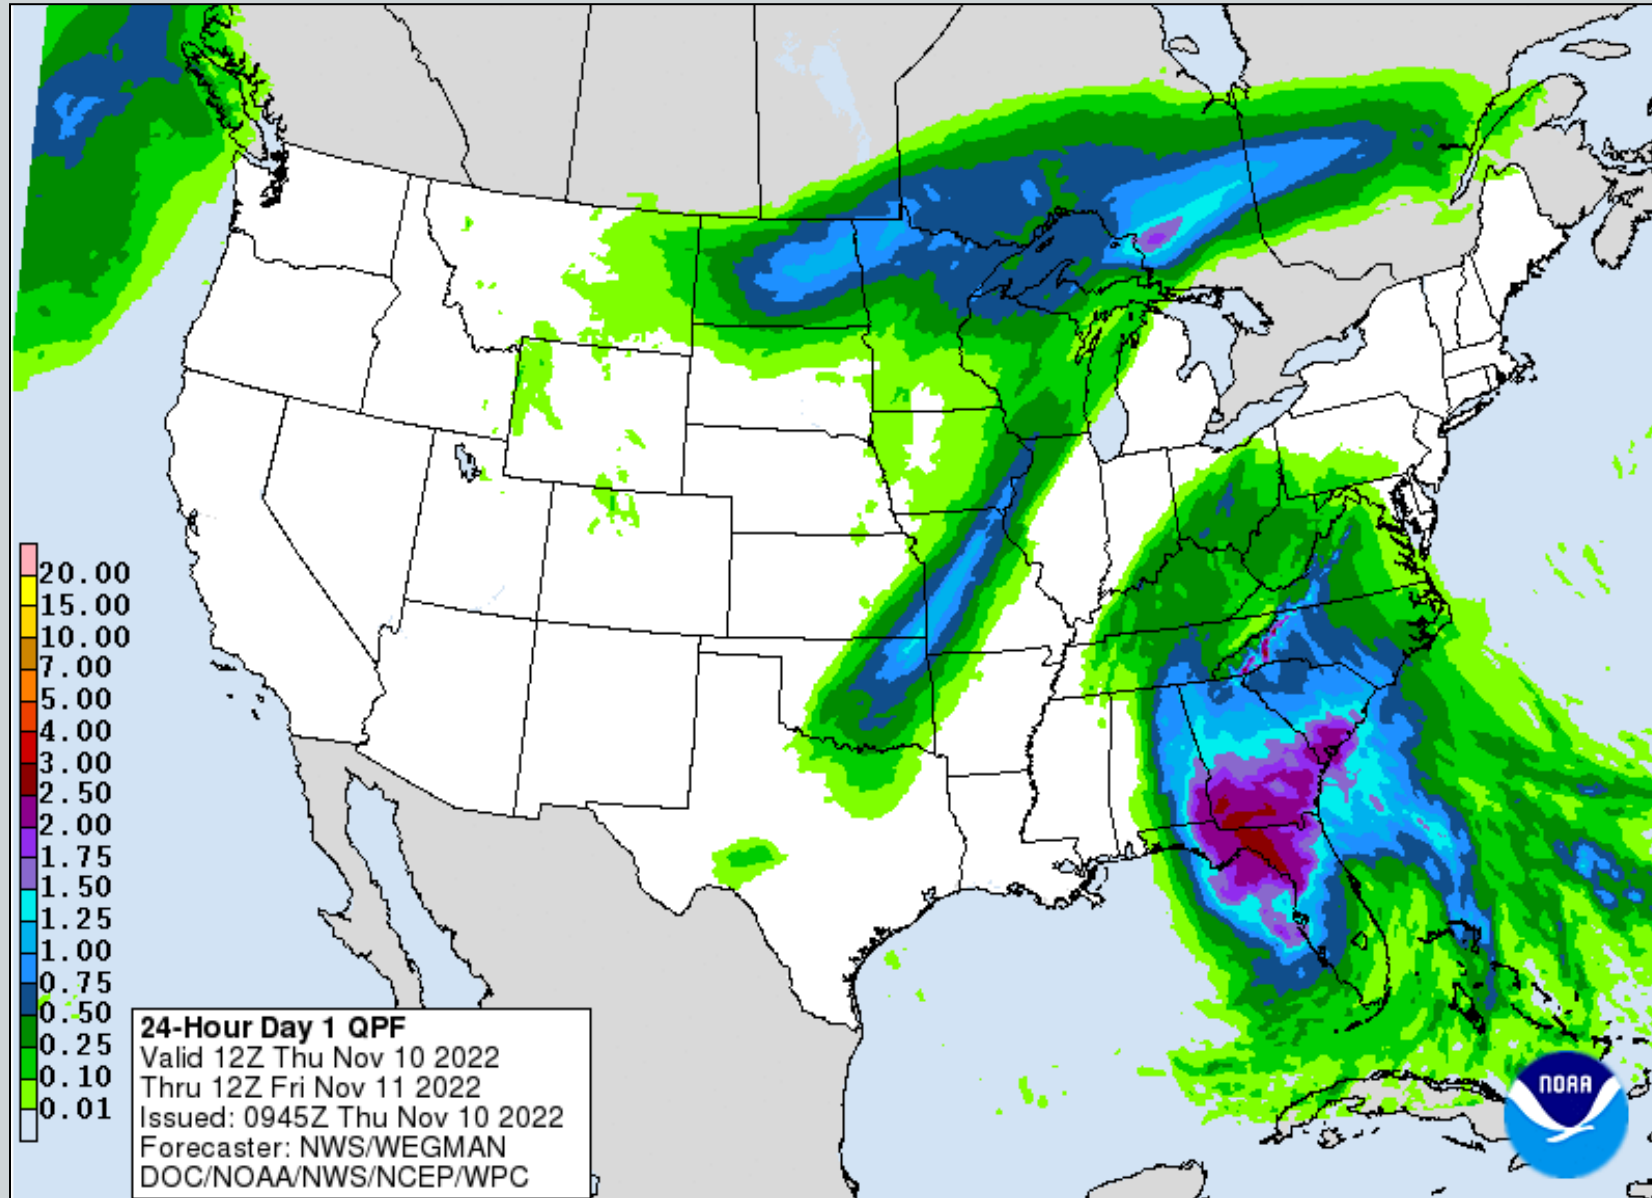 20.00
15.00
10.00
7.00
5.00
4.00
3.00
2.50
2.00
1.75
1.50
1.25
1.00
0.75
0.50
0.25
0.10
0.01
24-Hour Day 1 QPF
Valid 12Z Thu Nov 10 2022
Thru 12Z Fri Nov 11 2022
Issued: 0945Z Thu Nov 10 2022
Forecaster: NWS/WEGMAN
DOC/NOAA/NWS/NCEP/WPC
NOAA